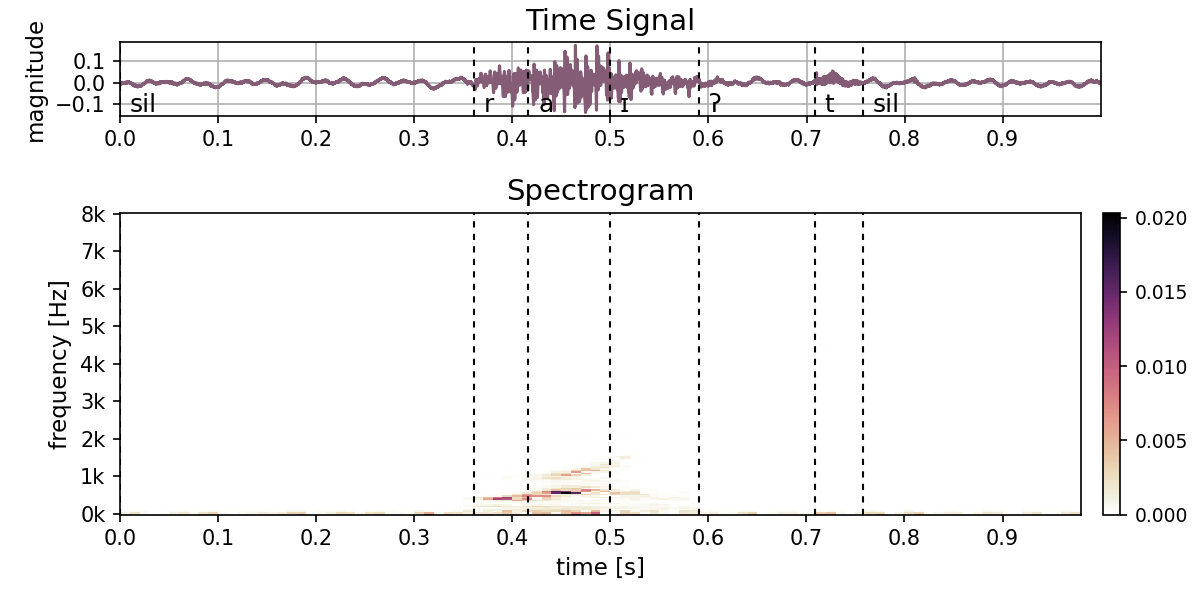 Time Signal
magnitude
0.1
0.0
−0.1
sil r a ɪ ʔ t sil
0.0 0.1 0.2 0.3 0.4 0.5 0.6 0.7 0.8 0.9
Spectrogram
frequency [Hz]
8k
7k
6k
5k
4k
3k
2k
1k
0k
0.0 0.1 0.2 0.3 0.4 0.5 0.6 0.7 0.8 0.9
time [s]
0.020
0.015
0.010
0.005
0.000